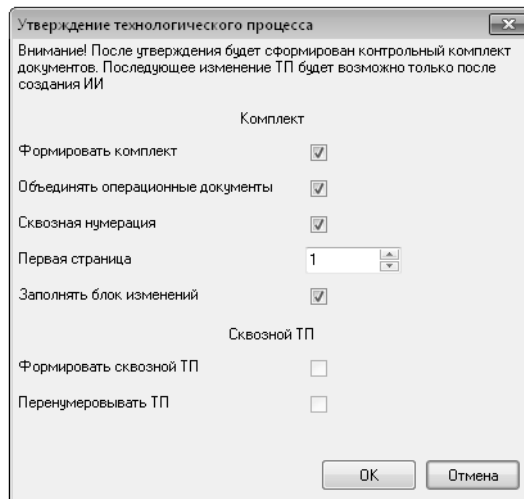 Утверждение технологического процесса
Внимание! После утверждения будет сформирован контрольный комплект
документов. Последующее изменение ТП будет возможно только после
создания ИИ
Комплект
Формировать комплект
Объединять операционные документы
Сквозная нумерация
Первая страница 1
Заполнять блок изменений
Сквозной ТП
Формировать сквозной ТП
Перенумеровывать ТП
OK Отмена